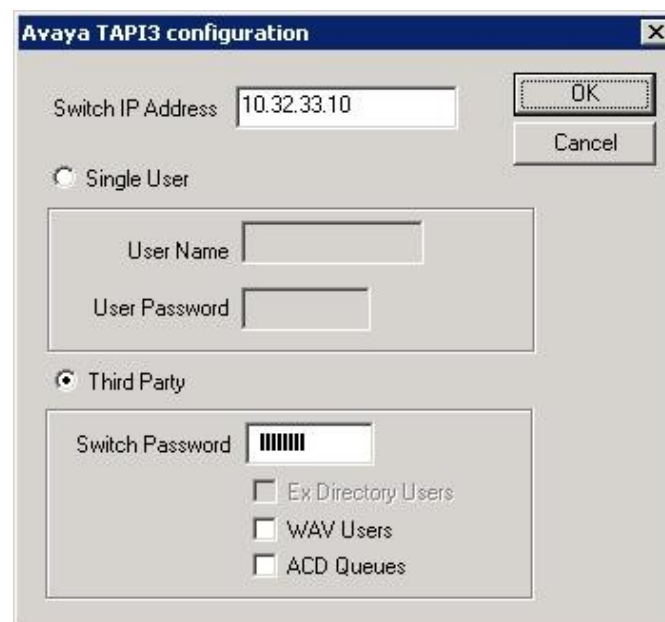 Avaya TAPI3 configuration
Switch IP Address 10.32.33.10
OK
Cancel
Single User
User Name
User Password
Third Party
Switch Password
Ex Directory Users
WAV Users
ACD Queues